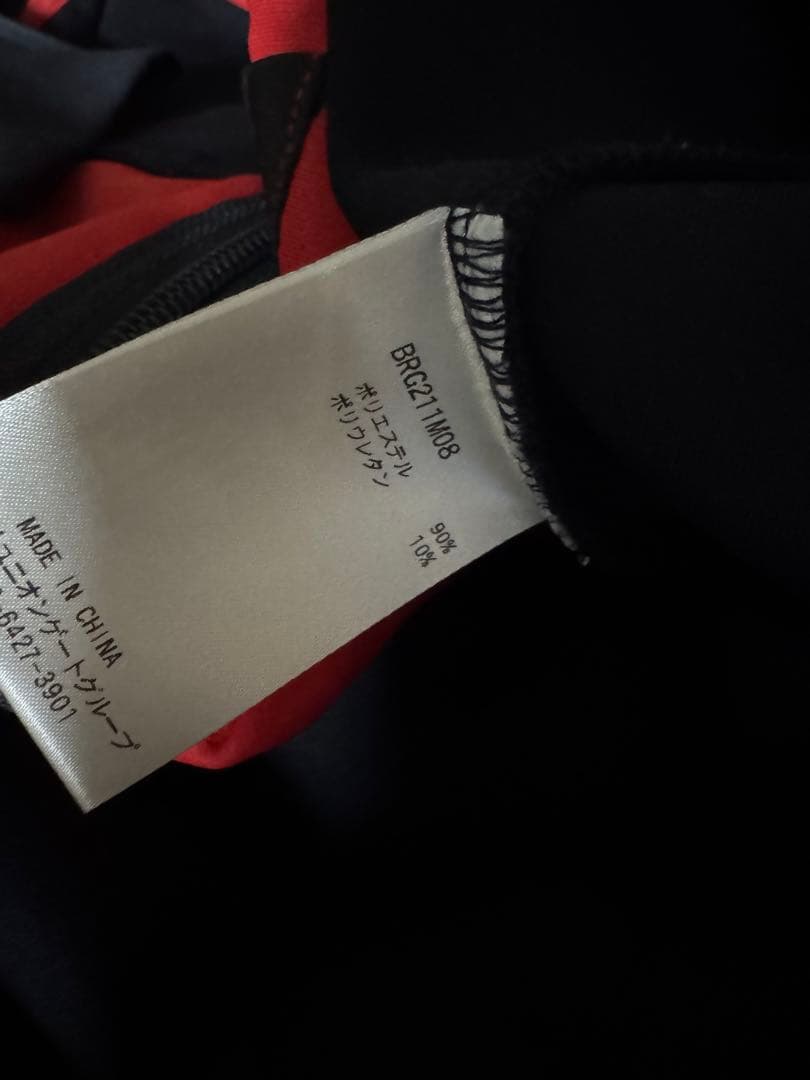 BRG211M08
ポリエステル 90%
ポリウレタン 10%
MADE IN CHINA
ユニオンゲートグループ
6427-3901